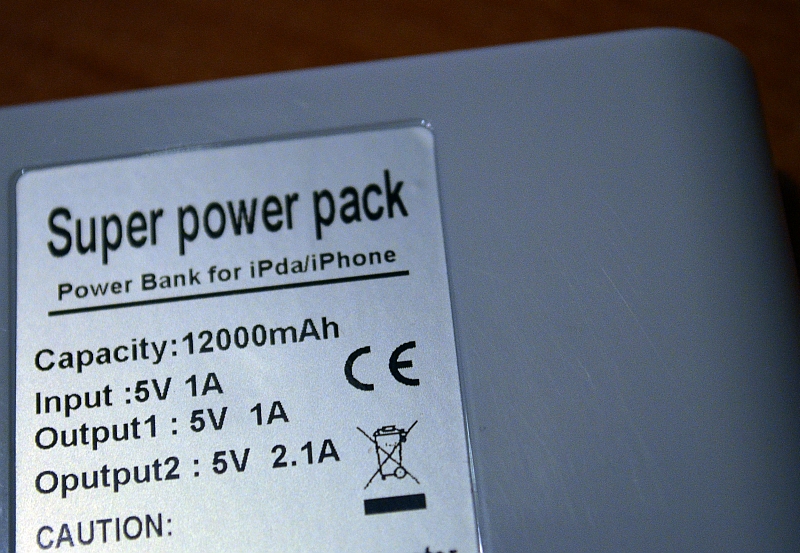 Super power pack
Power Bank for iPda/iPhone
Capacity:12000mAh
CE
Input :5V 1A
Output1 : 5V 1A
Oputput2 : 5V 2.1A
CAUTION: